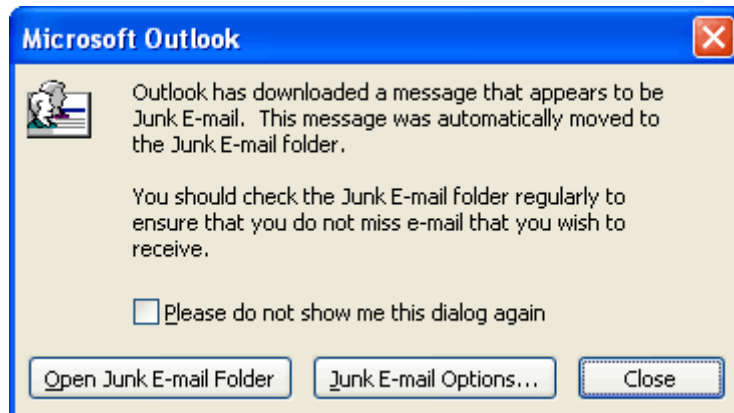 Microsoft Outlook
Outlook has downloaded a message that appears to be
Junk E-mail. This message was automatically moved to
the Junk E-mail folder.
You should check the Junk E-mail folder regularly to
ensure that you do not miss e-mail that you wish to
receive.
Please do not show me this dialog again
Open Junk E-mail Folder
Junk E-mail Options...
Close